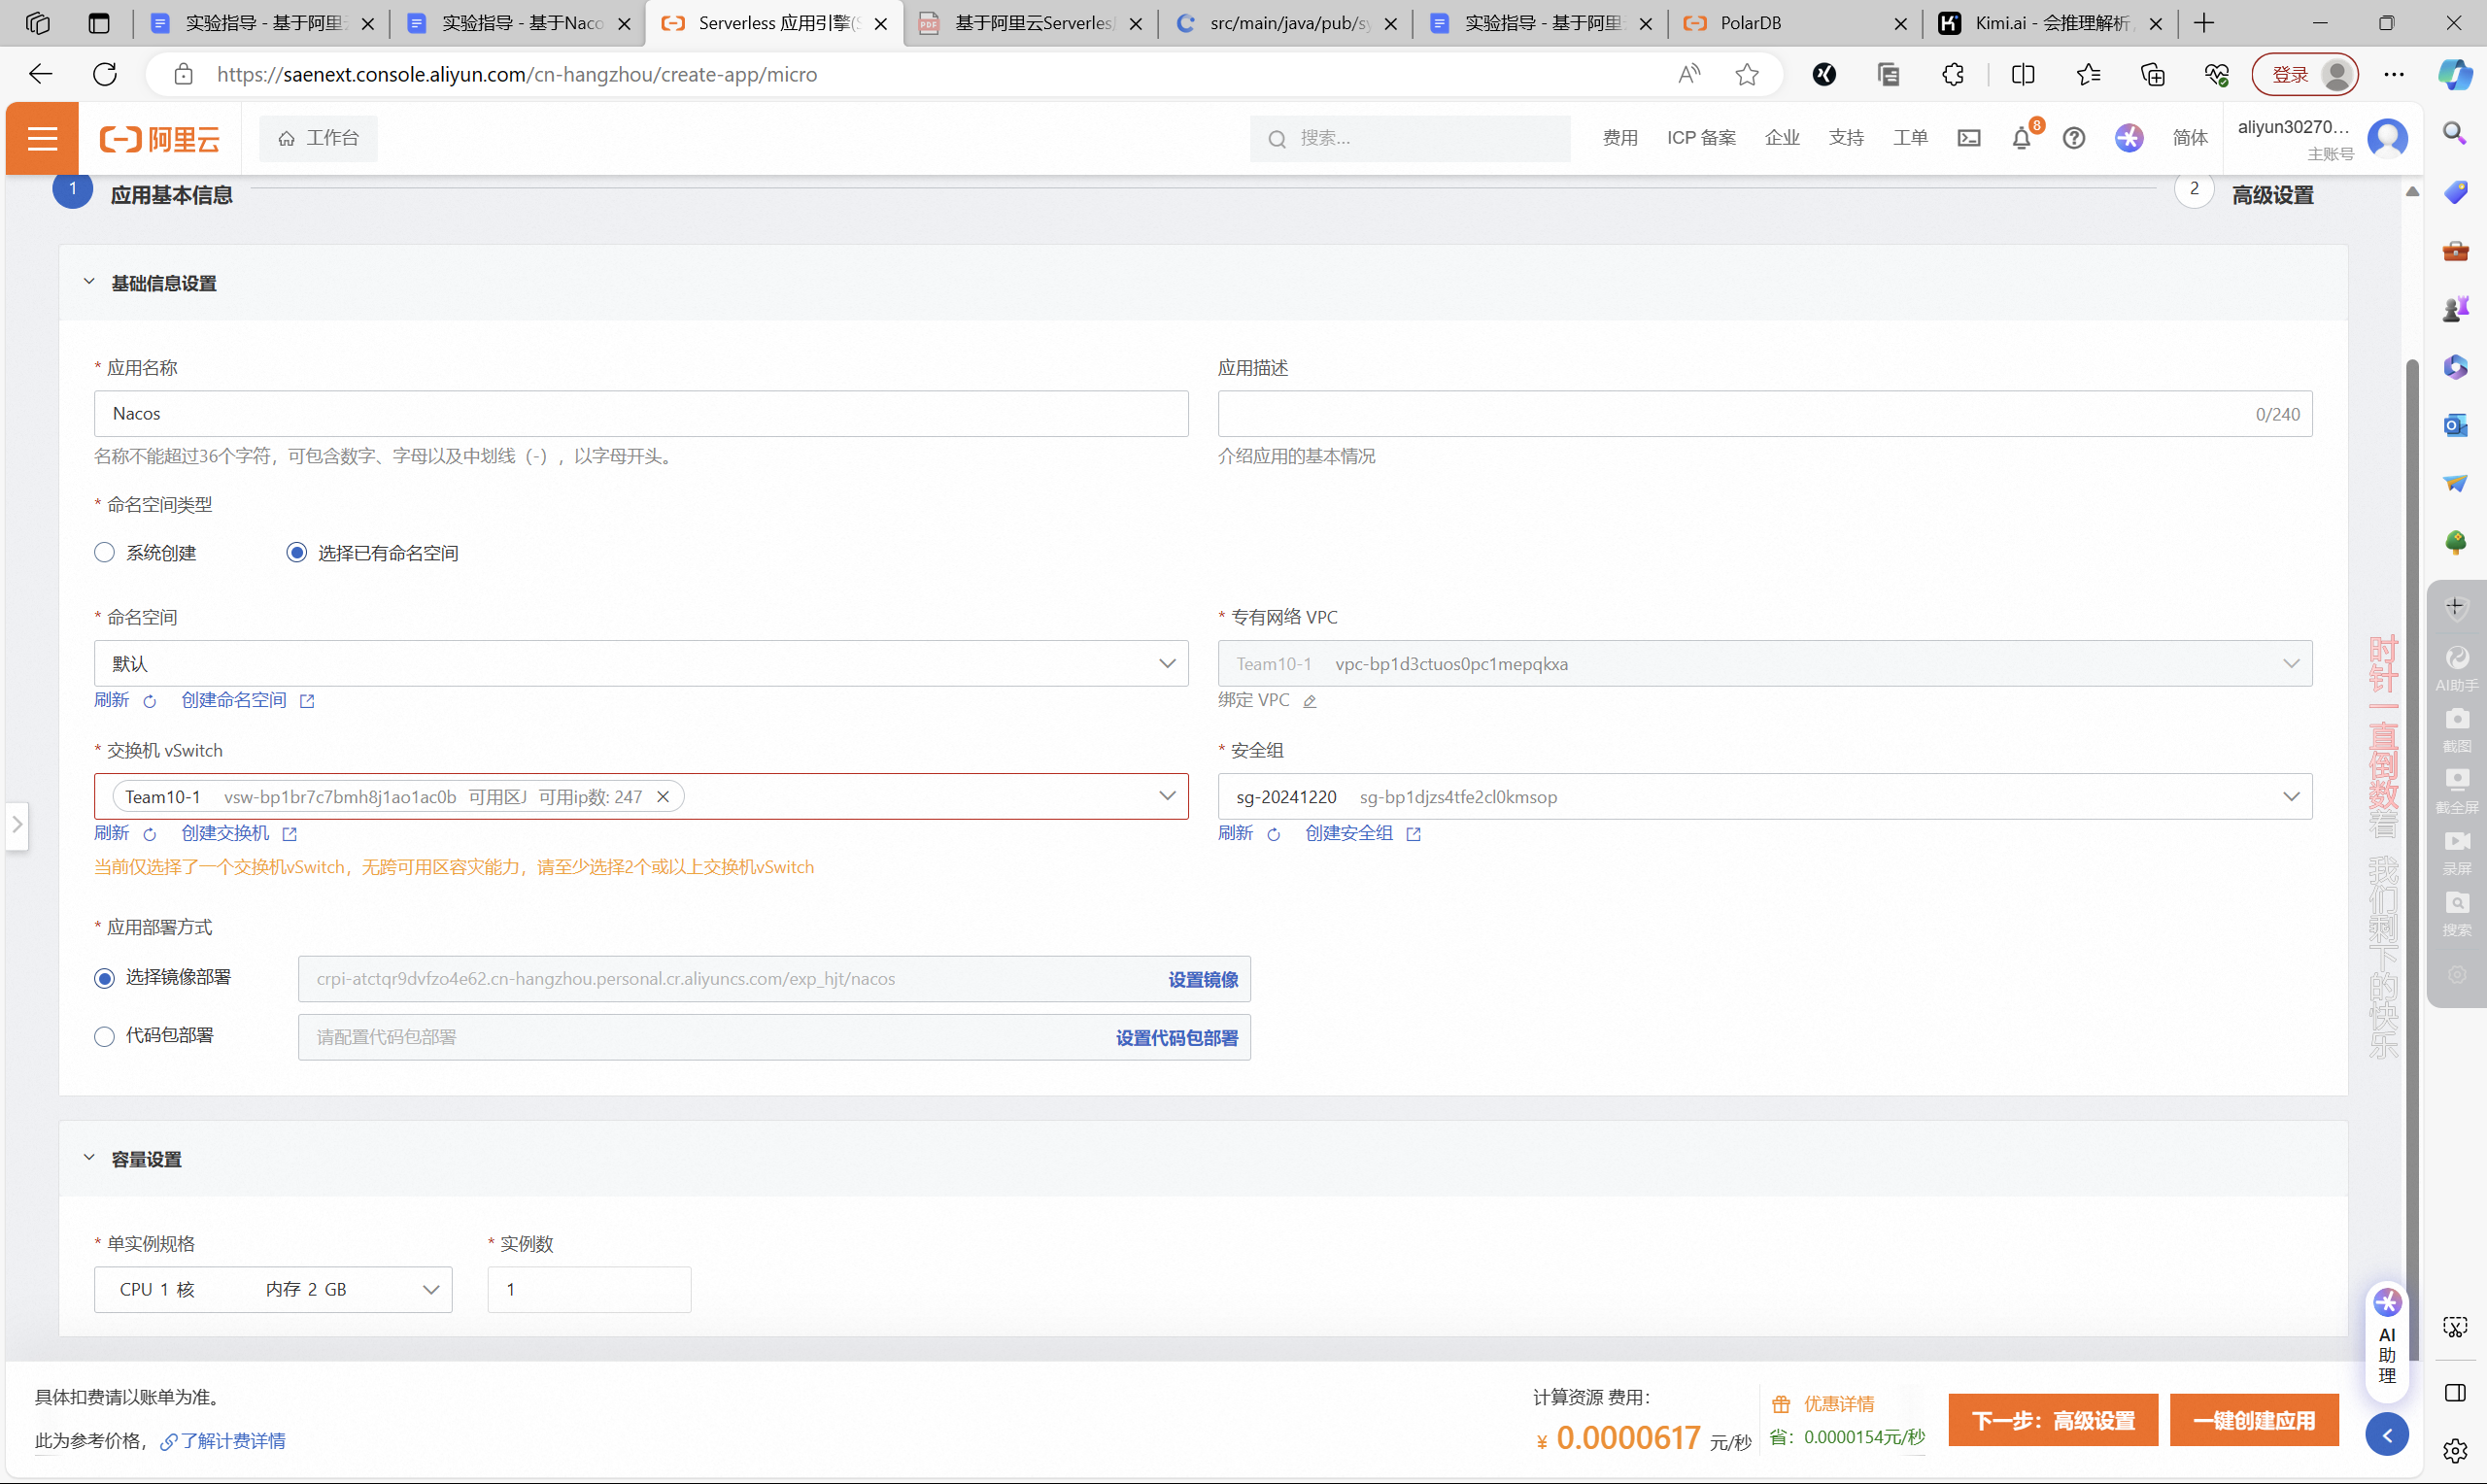 实验指导 - 基于阿里
实验指导 - 基于Naco
Serverless 应用引擎(S
基于阿里云Serverles
src/main/java/pub/sy
实验指导 - 基于阿里
PolarDB
Kimi.ai - 会推理解析,
https://saenext.console.aliyun.com/cn-hangzhou/create-app/micro
登录
阿里云
工作台
搜索...
费用
ICP 备案
企业
支持
工单
8
简体
aliyun30270...
主账号
1
应用基本信息
2
高级设置
基础信息设置
* 应用名称
应用描述
Nacos
0/240
名称不能超过36个字符，可包含数字、字母以及中划线（-），以字母开头。
介绍应用的基本情况
* 命名空间类型
系统创建
选择已有命名空间
* 命名空间
* 专有网络 VPC
默认
Team10-1 vpc-bp1d3ctuos0pc1mepqkxa
刷新 创建命名空间
绑定 VPC
* 交换机 vSwitch
* 安全组
Team10-1 vsw-bp1br7c7bmh8j1ao1ac0b 可用区J 可用ip数: 247
sg-20241220 sg-bp1djzs4tfe2cl0kmsop
刷新 创建交换机
刷新 创建安全组
当前仅选择了一个交换机vSwitch，无跨可用区容灾能力，请至少选择2个或以上交换机vSwitch
* 应用部署方式
选择镜像部署
crpi-atctqr9dvfzo4e62.cn-hangzhou.personal.cr.aliyuncs.com/exp_hjt/nacos
设置镜像
代码包部署
请配置代码包部署
设置代码包部署
容量设置
* 单实例规格
* 实例数
CPU 1 核 内存 2 GB
1
具体扣费请以账单为准。
此为参考价格， 了解计费详情
计算资源 费用：
¥ 0.0000617 元/秒
优惠详情
省：0.0000154元/秒
下一步：高级设置
一键创建应用
时针一直倒数着 我们剩下的快乐
AI助手
截图
截全屏
录屏
搜索
AI
助
理